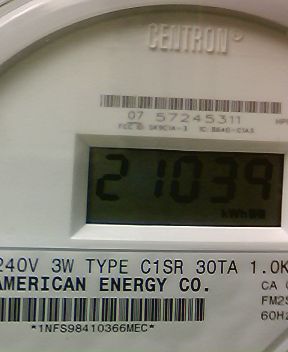 CENTRON
07 57245311
21039
kWh
240V 3W TYPE C1SR 30TA 1.0K
AMERICAN ENERGY CO.
CA
FM2S
60Hz
*1NFS98410366MEC*